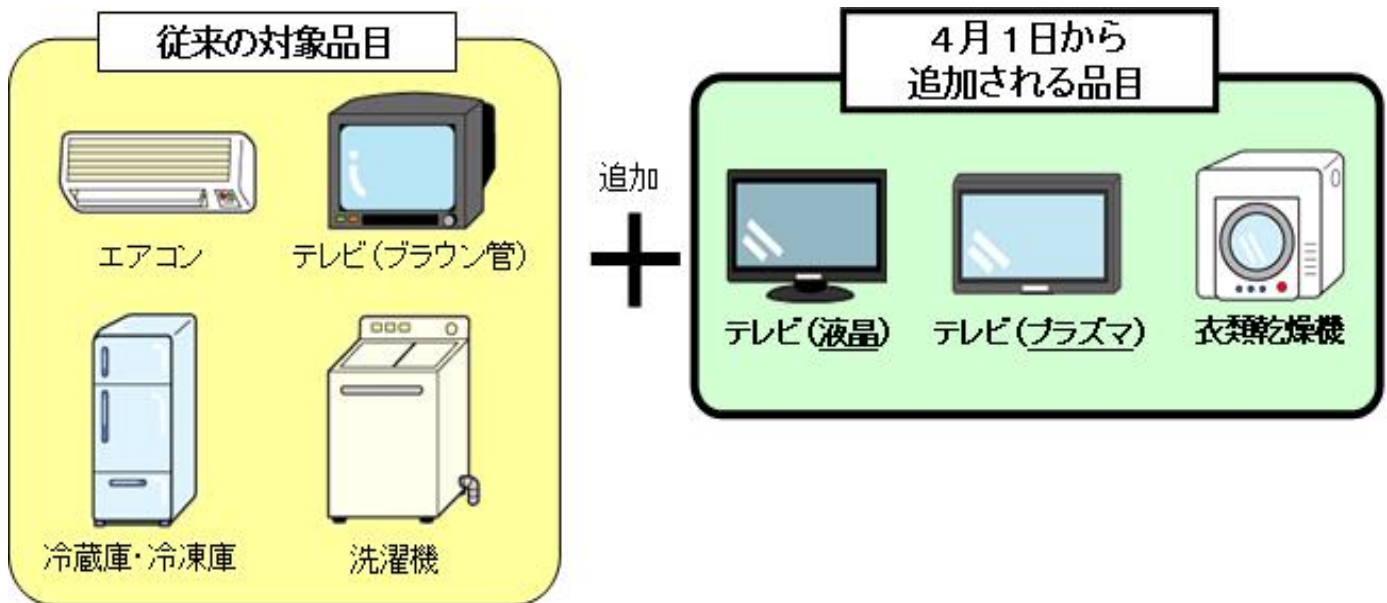 従来の対象品目
エアコン
テレビ(ブラウン管)
冷蔵庫・冷凍庫
洗濯機
追加
4月1日から
追加される品目
テレビ(液晶)
テレビ(プラズマ)
衣類乾燥機